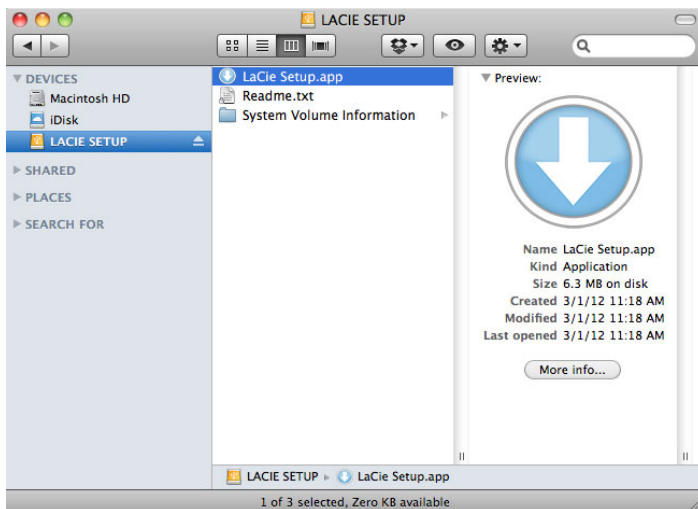 LACIE SETUP
DEVICES
Macintosh HD
iDisk
LACIE SETUP
SHARED
PLACES
SEARCH FOR
LaCie Setup.app
Readme.txt
System Volume Information
Preview:
Name LaCie Setup.app
Kind Application
Size 6.3 MB on disk
Created 3/1/12 11:18 AM
Modified 3/1/12 11:18 AM
Last opened 3/1/12 11:18 AM
More info...
LACIE SETUP LaCie Setup.app
1 of 3 selected, Zero KB available